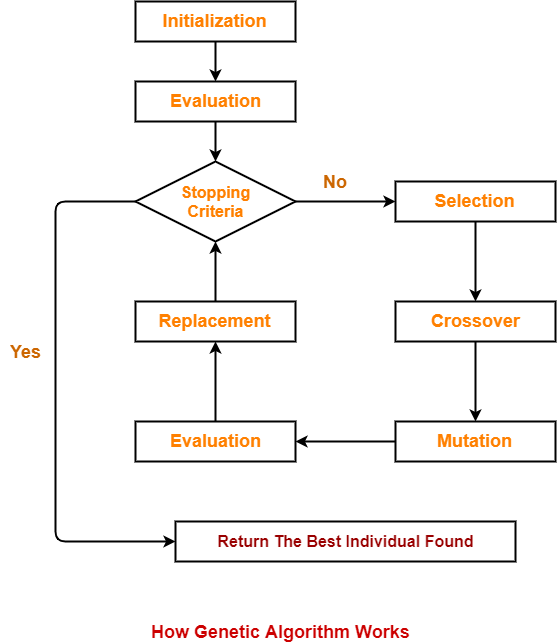 Initialization
Evaluation
Stopping
Criteria
No
Selection
Replacement
Crossover
Yes
Evaluation
Mutation
Return The Best Individual Found
How Genetic Algorithm Works